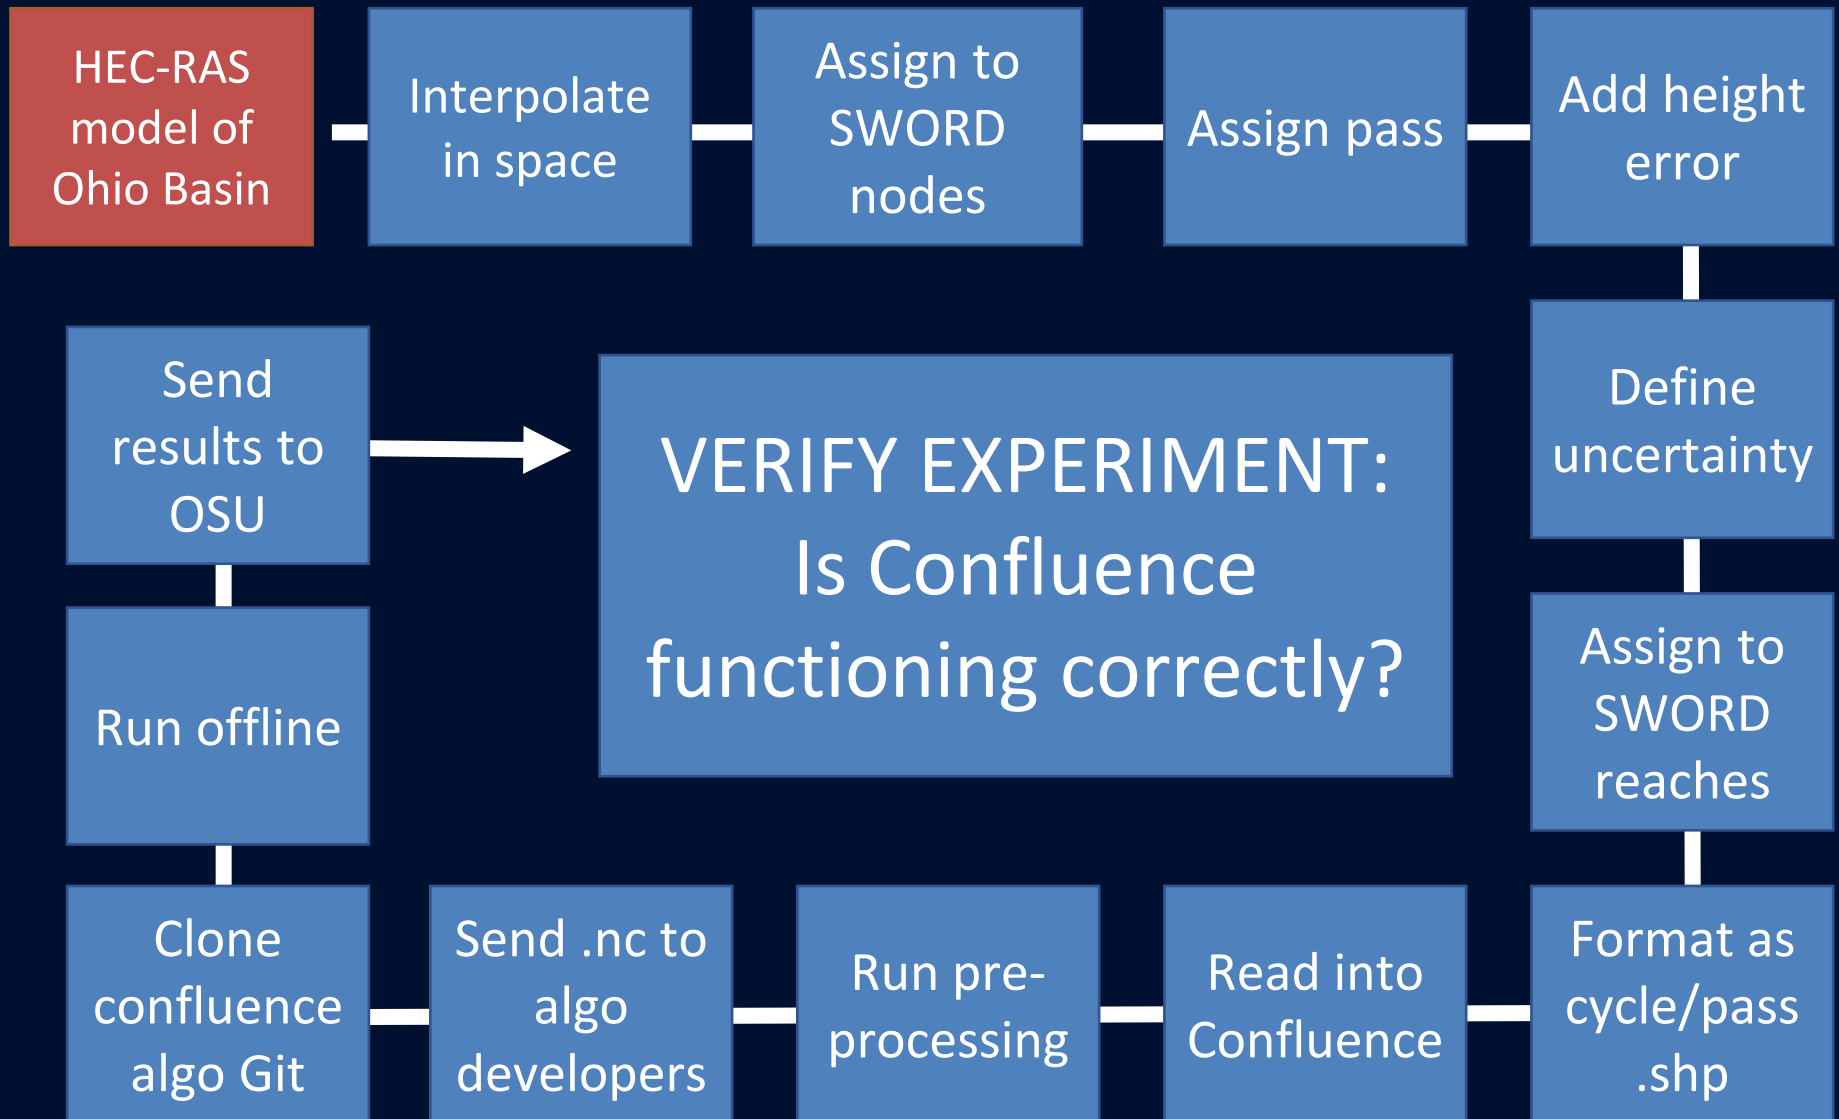 HEC-RAS
model of
Ohio Basin
Interpolate
in space
Assign to
SWORD
nodes
Assign pass
Add height
error
Define
uncertainty
Assign to
SWORD
reaches
Format as
cycle/pass
.shp
Read into
Confluence
Run pre-
processing
Send .nc to
algo
developers
Clone
confluence
algo Git
Run offline
Send
results to
OSU
VERIFY EXPERIMENT:
Is Confluence
functioning correctly?